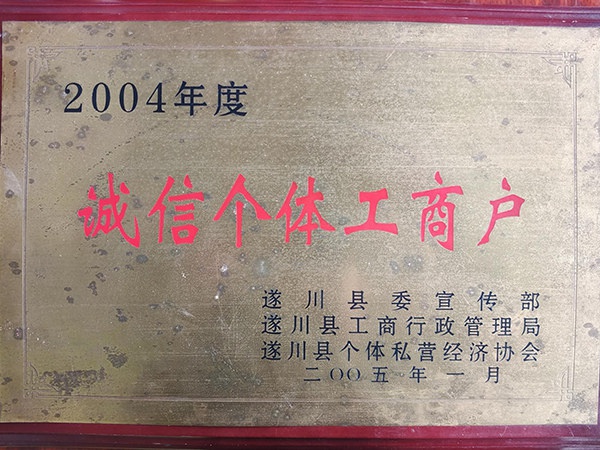 2004年度
诚信个体工商户
遂川县委宣传部
遂川县工商行政管理局
遂川县个体私营经济协会
二〇〇五年一月